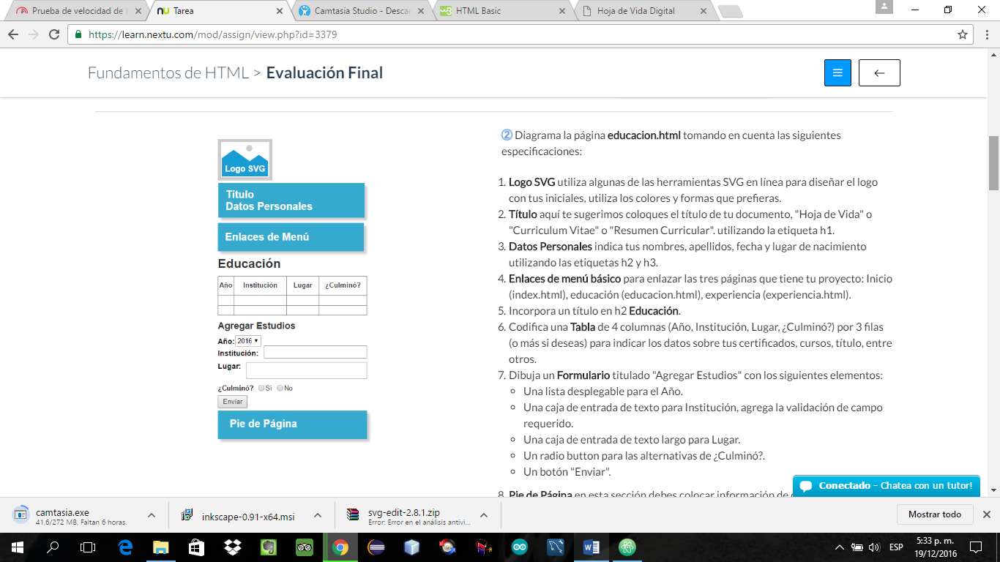 Prueba de velocidad de
Tarea
Camtasia Studio - Descar
HTML Basic
Hoja de Vida Digital
https://learn.nextu.com/mod/assign/view.php?id=3379
Fundamentos de HTML > Evaluación Final
Logo SVG
Título
Datos Personales
Enlaces de Menú
Educación
Año Institución Lugar ¿Culminó?
Agregar Estudios
Año: 2016
Institución:
Lugar:
¿Culminó? Si No
Enviar
Pie de Página
2 Diagrama la página educacion.html tomando en cuenta las siguientes
especificaciones:
1. Logo SVG utiliza algunas de las herramientas SVG en línea para diseñar el logo
con tus iniciales, utiliza los colores y formas que prefieras.
2. Título aquí te sugerimos coloques el título de tu documento, "Hoja de Vida" o
"Curriculum Vitae" o "Resumen Curricular". utilizando la etiqueta h1.
3. Datos Personales indica tus nombres, apellidos, fecha y lugar de nacimiento
utilizando las etiquetas h2 y h3.
4. Enlaces de menú básico para enlazar las tres páginas que tiene tu proyecto: Inicio
(index.html), educación (educacion.html), experiencia (experiencia.html).
5. Incorpora un título en h2 Educación.
6. Codifica una Tabla de 4 columnas (Año, Institución, Lugar, ¿Culminó?) por 3 filas
(o más si deseas) para indicar los datos sobre tus certificados, cursos, título, entre
otros.
7. Dibuja un Formulario titulado "Agregar Estudios" con los siguientes elementos:
Una lista desplegable para el Año.
Una caja de entrada de texto para Institución, agrega la validación de campo
requerido.
Una caja de entrada de texto largo para Lugar.
Un radio button para las alternativas de ¿Culminó?.
Un botón "Enviar".
8. Pie de Página en esta sección debes colocar información de
Conectado - Chatea con un tutor!
camtasia.exe
41,6/272 MB, Faltan 6 horas.
inkscape-0.91-x64.msi
svg-edit-2.8.1.zip
Error: Error en el análisis antivi...
Mostrar todo
ESP
5:33 p. m.
19/12/2016